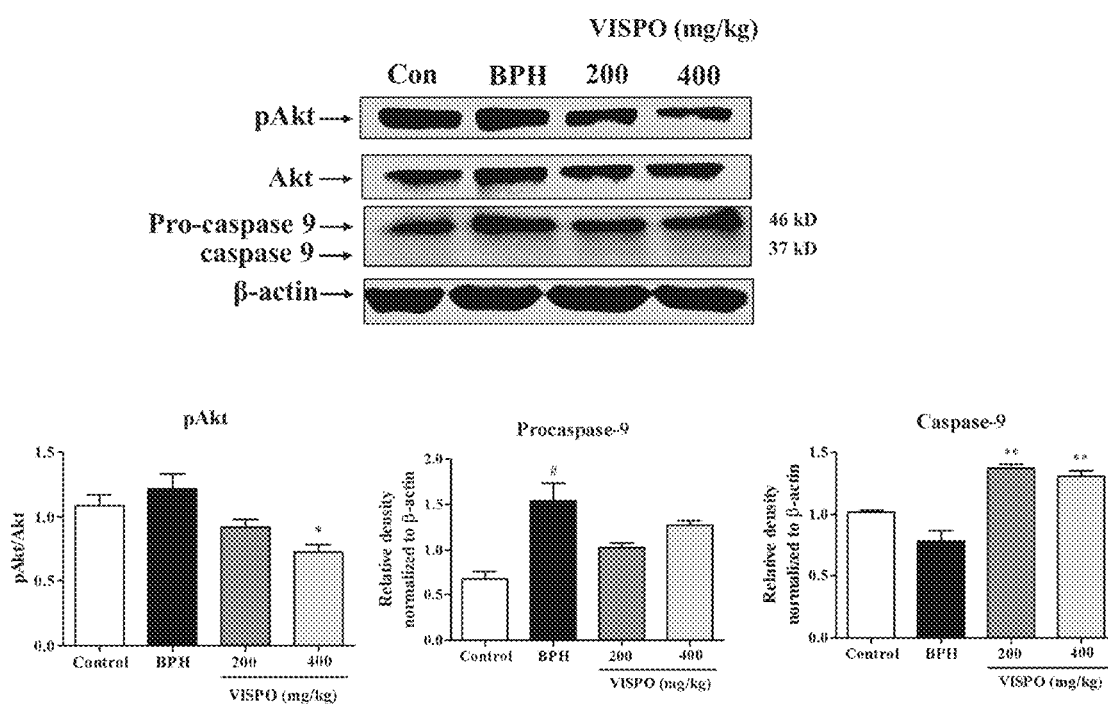 VISPO (mg/kg)
Con BPH 200 400
pAkt
Akt
Pro-caspase 9 46 kD
caspase 9 37 kD
β-actin
pAkt
pAkt/Akt
1.5
1.0
0.5
0.0
*
Control BPH 200 400
VISPO (mg/kg)
Procaspase-9
Relative density
normalized to β-actin
2.0
1.5
1.0
0.5
0.0
#
Control BPH 200 400
VISPO (mg/kg)
Caspase-9
Relative density
normalized to β-actin
1.5
1.0
0.5
0.0
** **
Control BPH 200 400
VISPO (mg/kg)